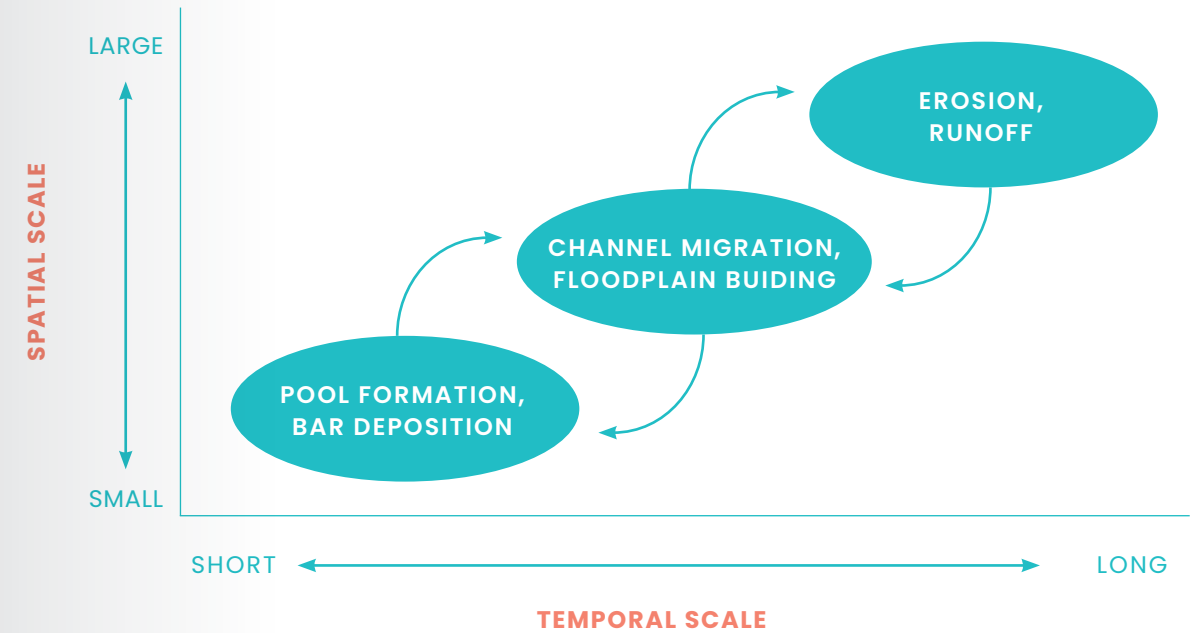 LARGE
SPATIAL SCALE
SMALL
EROSION,
RUNOFF
CHANNEL MIGRATION,
FLOODPLAIN BUIDING
POOL FORMATION,
BAR DEPOSITION
SHORT
LONG
TEMPORAL SCALE